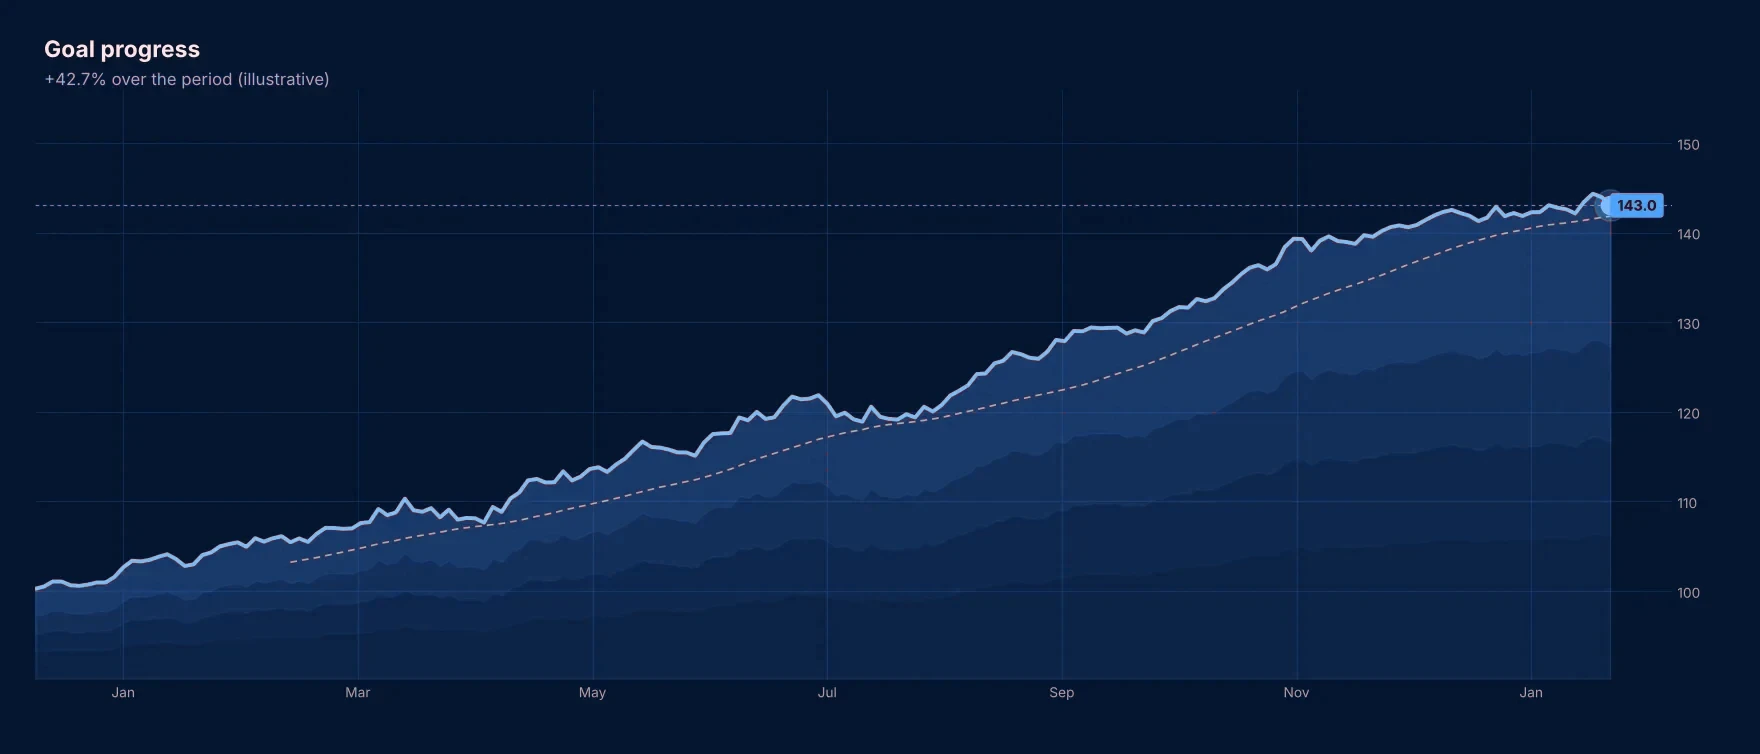 Goal progress
+42.7% over the period (illustrative)
150
143.0
140
130
120
110
100
Jan Mar May Jul Sep Nov Jan